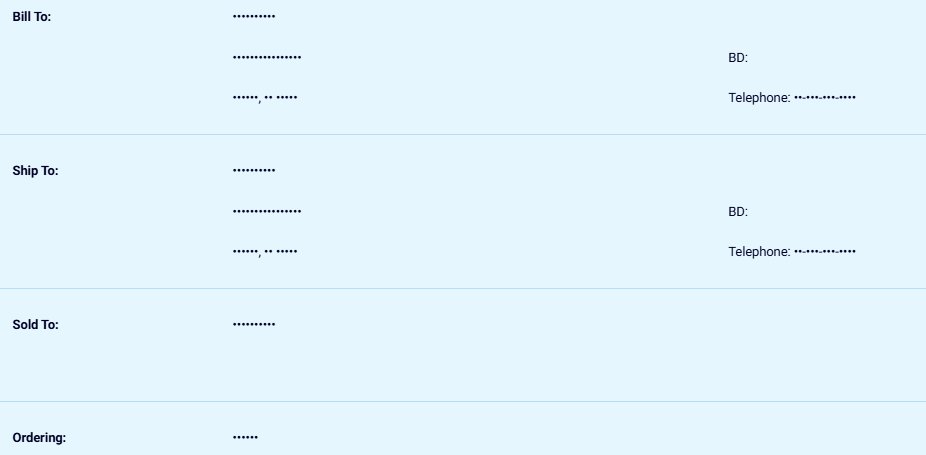 Bill To: ••••••••••
•••••••••••••••• BD:
••••••, •• ••••• Telephone: ••-•••-•••-••••
Ship To: ••••••••••
•••••••••••••••• BD:
••••••, •• ••••• Telephone: ••-•••-•••-••••
Sold To: ••••••••••
Ordering: ••••••